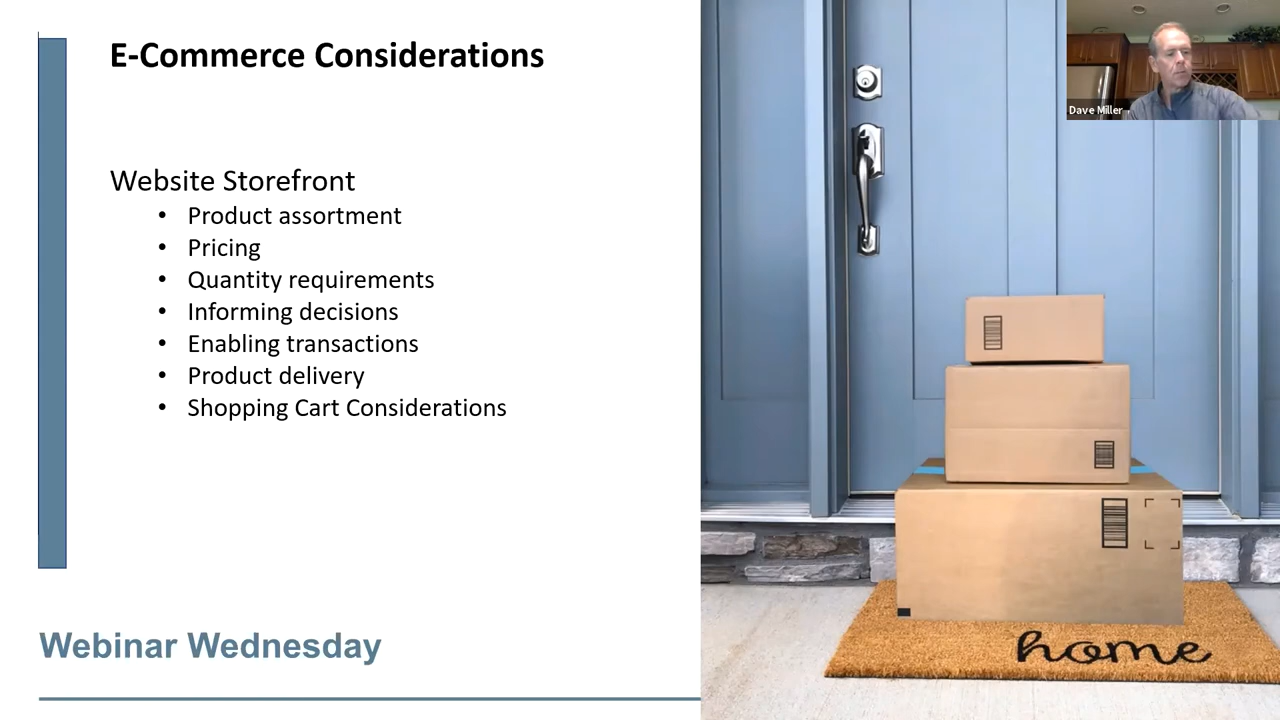 E-Commerce Considerations
Dave Miller
Website Storefront
• Product assortment
• Pricing
• Quantity requirements
• Informing decisions
• Enabling transactions
• Product delivery
• Shopping Cart Considerations
Webinar Wednesday
home